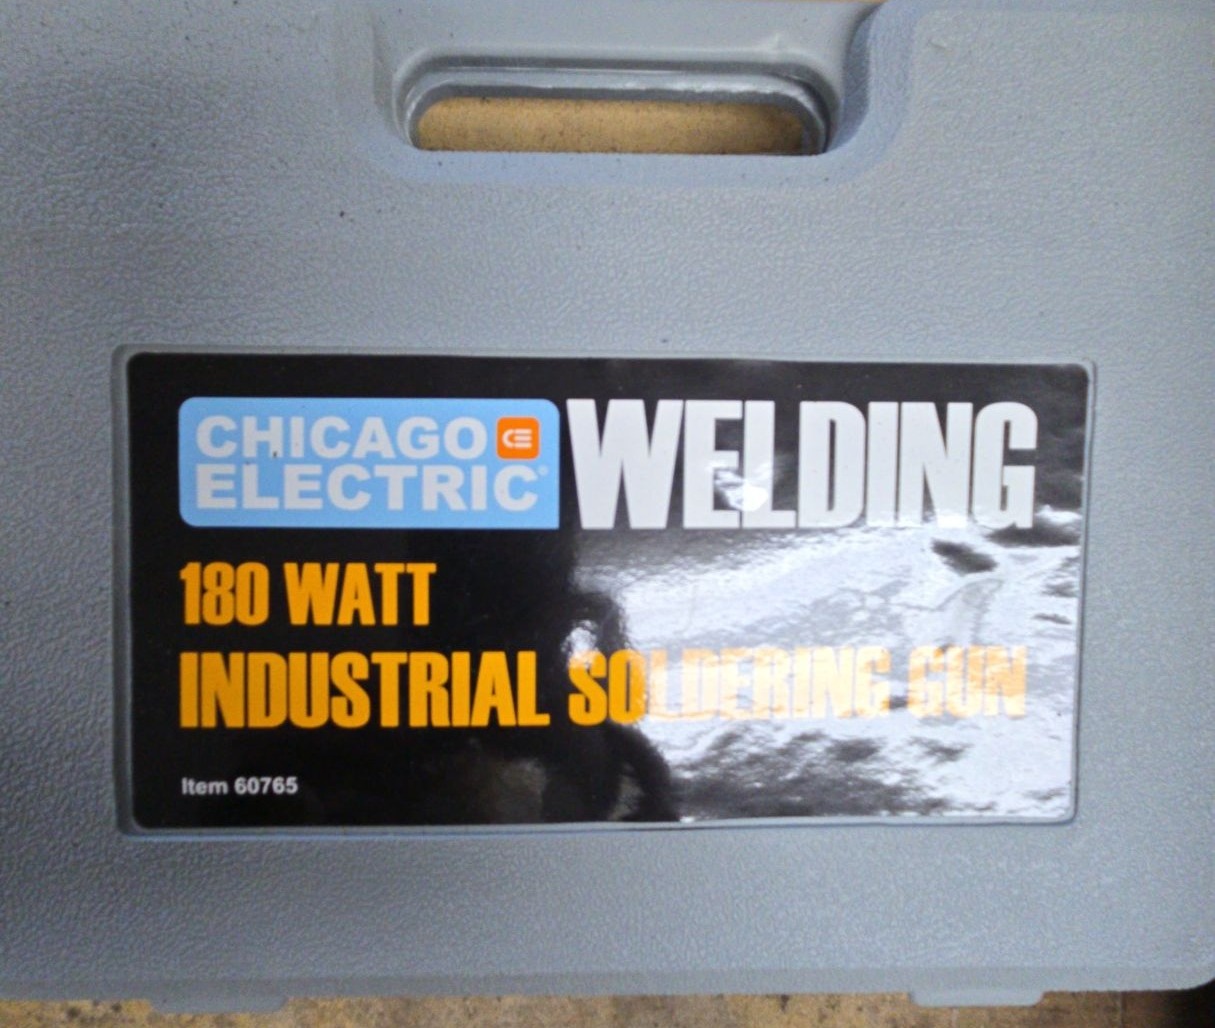 CHICAGO
ELECTRIC® WELDING
180 WATT
INDUSTRIAL SOLDERING GUN
Item 60765